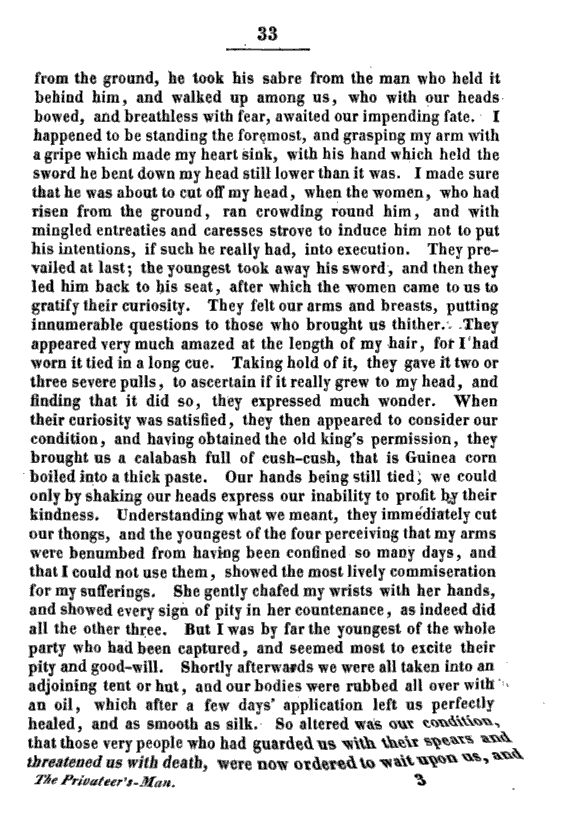 33
from the ground, he took his sabre from the man who held it
behind him, and walked up among us, who with our heads
bowed, and breathless with fear, awaited our impending fate. I
happened to be standing the foremost, and grasping my arm with
a gripe which made my heart sink, with his hand which held the
sword he bent down my head still lower than it was. I made sure
that he was about to cut off my head, when the women, who had
risen from the ground, ran crowding round him, and with
mingled entreaties and caresses strove to induce him not to put
his intentions, if such he really had, into execution. They pre-
vailed at last; the youngest took away his sword, and then they
led him back to his seat, after which the women came to us to
gratify their curiosity. They felt our arms and breasts, putting
innumerable questions to those who brought us thither. They
appeared very much amazed at the length of my hair, for I had
worn it tied in a long cue. Taking hold of it, they gave it two or
three severe pulls, to ascertain if it really grew to my head, and
finding that it did so, they expressed much wonder. When
their curiosity was satisfied, they then appeared to consider our
condition, and having obtained the old king's permission, they
brought us a calabash full of cush-cush, that is Guinea corn
boiled into a thick paste. Our hands being still tied, we could
only by shaking our heads express our inability to profit by their
kindness. Understanding what we meant, they immediately cut
our thongs, and the youngest of the four perceiving that my arms
were benumbed from having been confined so many days, and
that I could not use them, showed the most lively commiseration
for my sufferings. She gently chafed my wrists with her hands,
and showed every sign of pity in her countenance, as indeed did
all the other three. But I was by far the youngest of the whole
party who had been captured, and seemed most to excite their
pity and good-will. Shortly afterwards we were all taken into an
adjoining tent or hut, and our bodies were rubbed all over with
an oil, which after a few days' application left us perfectly
healed, and as smooth as silk. So altered was our condition,
that those very people who had guarded us with their spears and
threatened us with death, were now ordered to wait upon us, and
The Privateer's-Man. 3